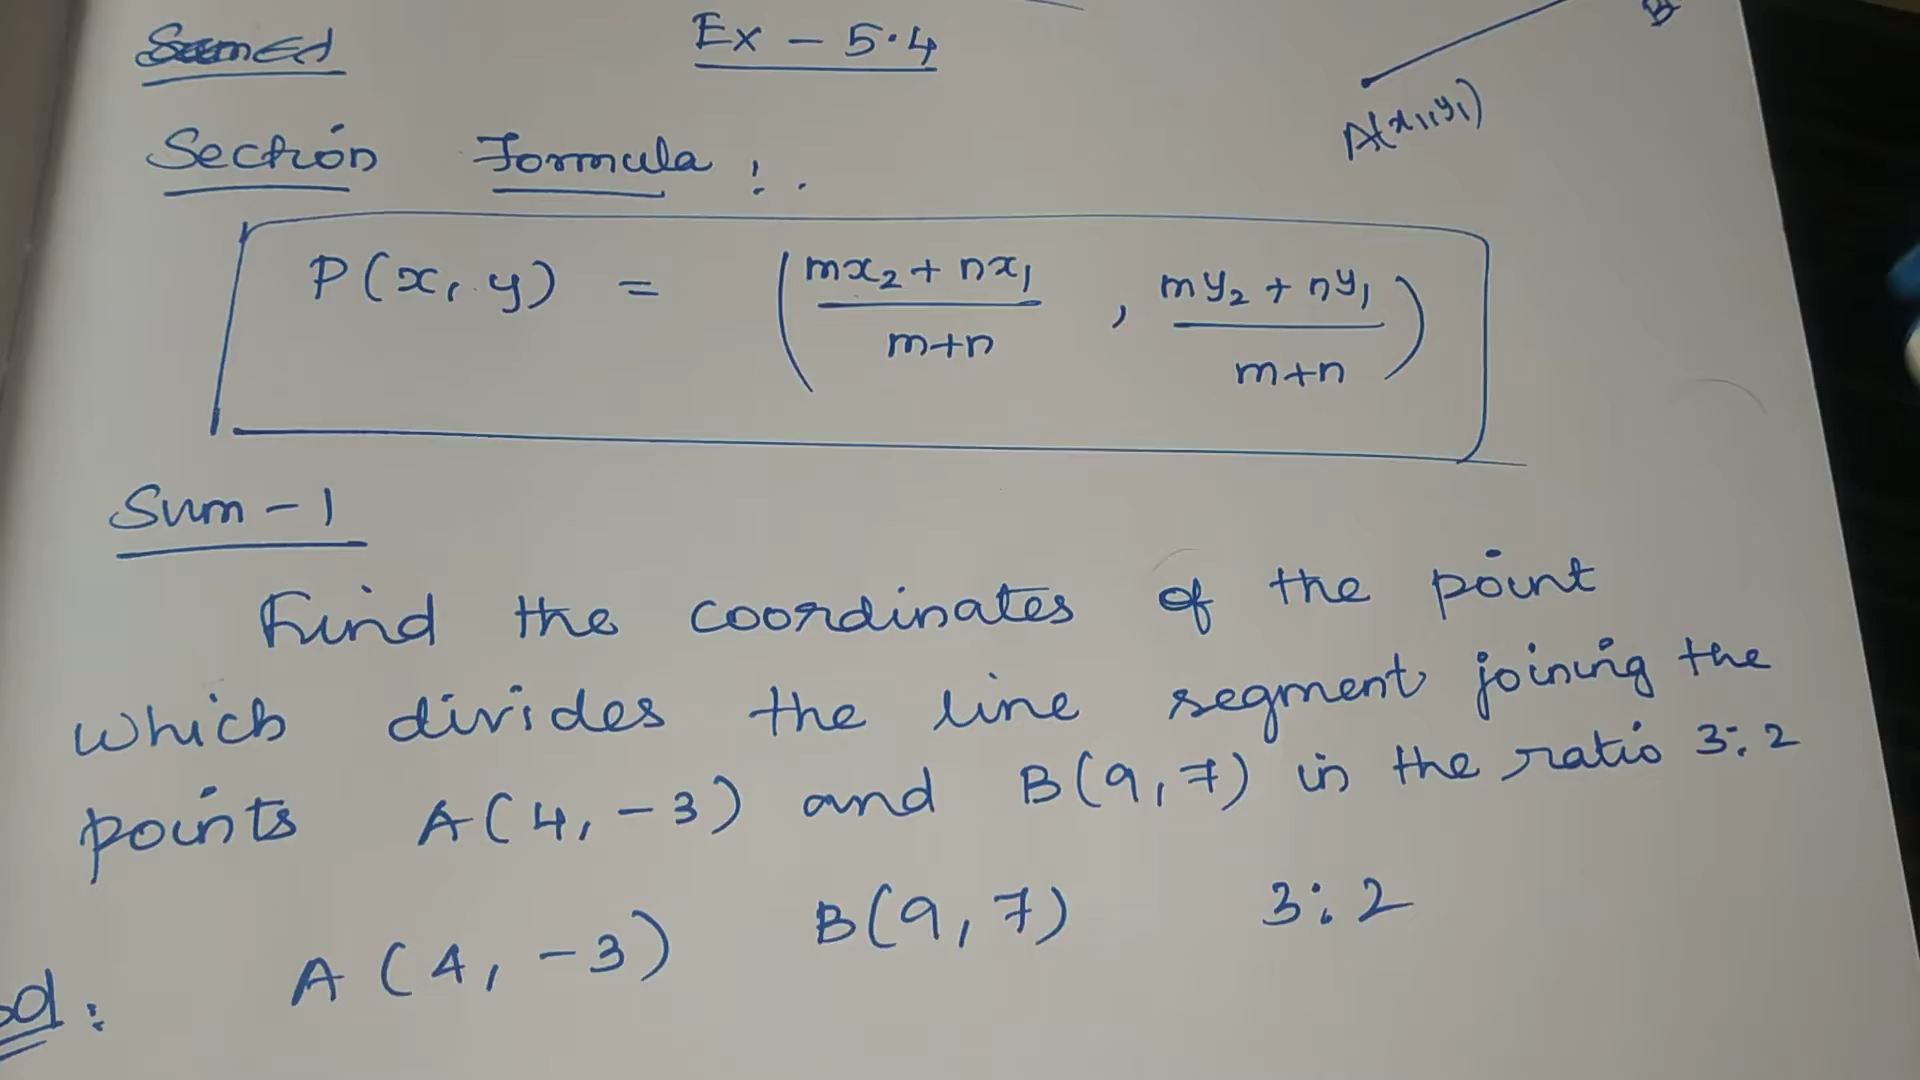 Ex - 5.4
B
A(x₁, y₁)
Section Formula :.
P(x, y) = (mx₂ + nx₁ / m+n , my₂ + ny₁ / m+n)
Sum - 1
Find the coordinates of the point
which divides the line segment joining the
points A(4, -3) and B(9, 7) in the ratio 3:2
A(4, -3) B(9, 7) 3:2